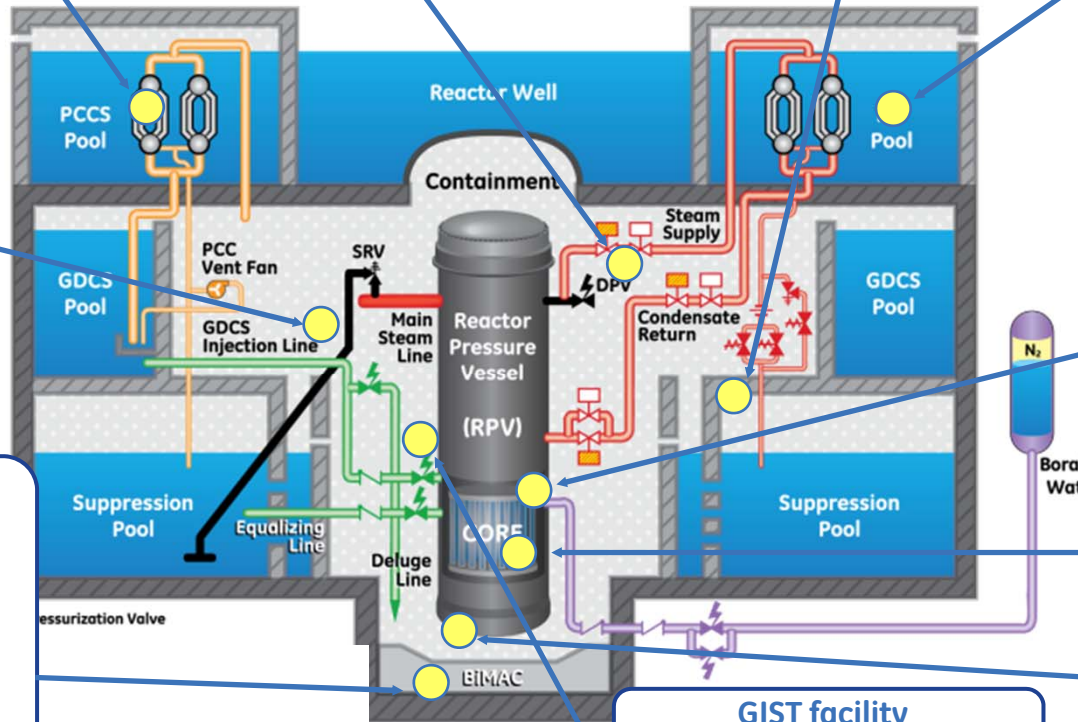 Reactor Well
PCCS
Pool
Pool
Containment
Steam
Supply
PCC
Vent Fan
SRV
GDCS
Pool
DPV
GDCS
Pool
GDCS
Injection Line
Main
Steam
Line
Reactor
Pressure
Vessel
(RPV)
Condensate
Return
N₂
Suppression
Pool
Equalizing
Line
CORE
Suppression
Pool
Deluge
Line
essurization Valve
BiMAC
GIST facility